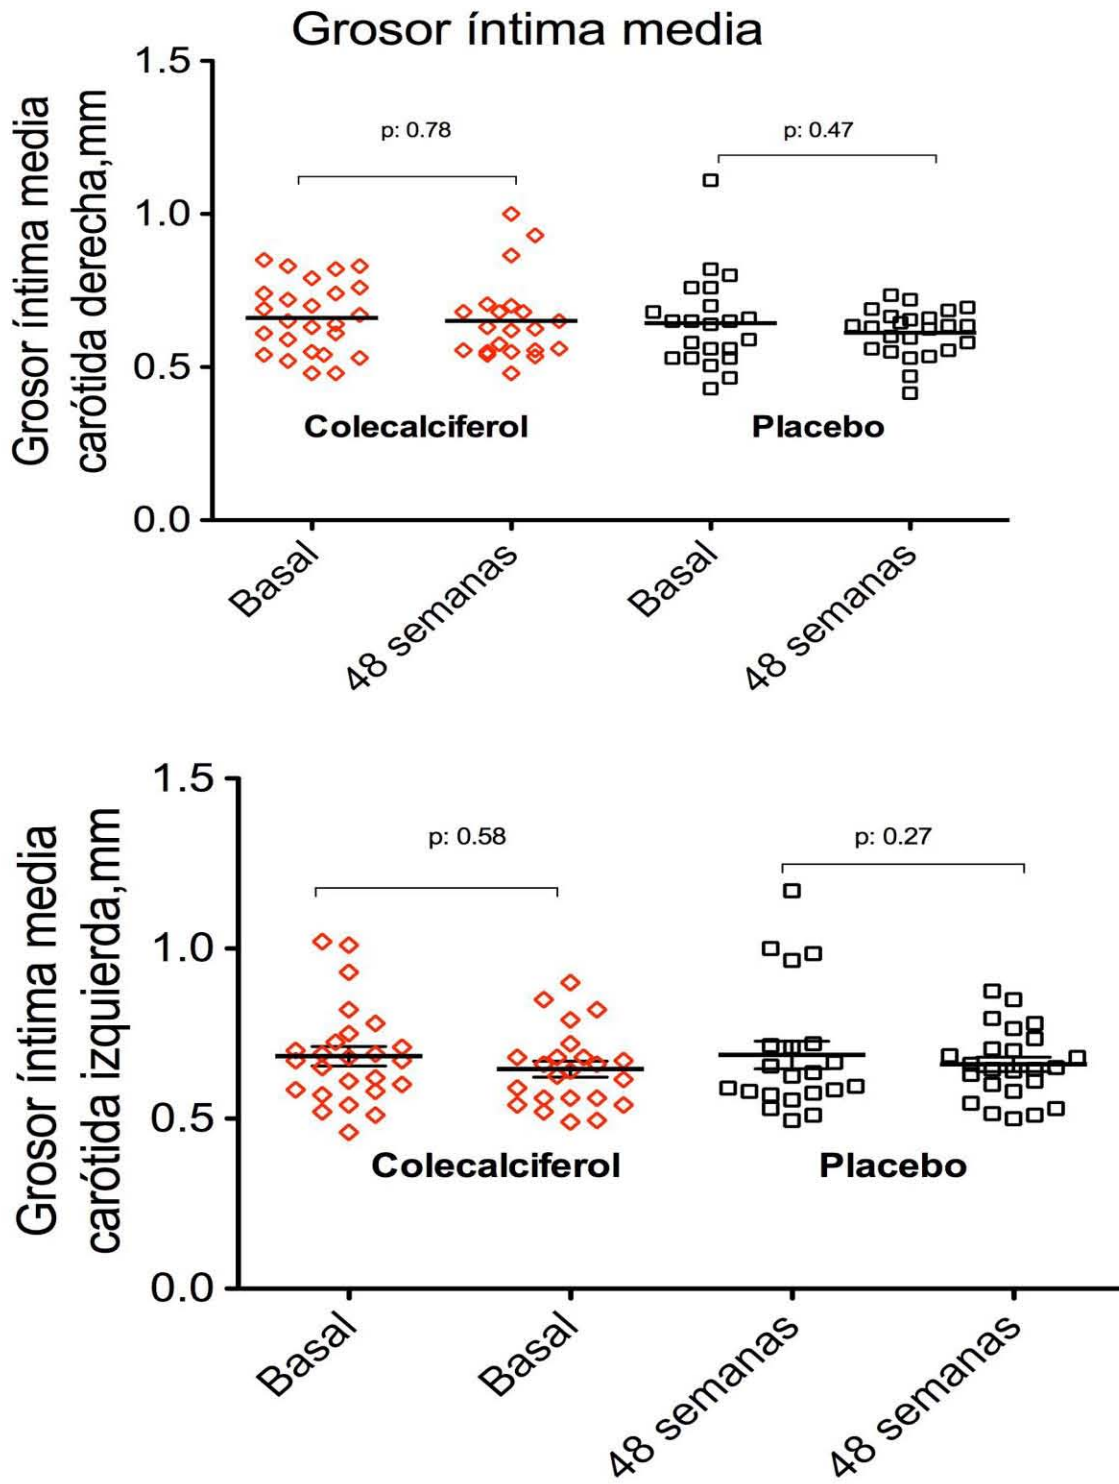 Grosor íntima media
Grosor íntima media
carótida derecha,mm
1.5
1.0
0.5
0.0
p: 0.78
p: 0.47
Colecalciferol
Placebo
Basal
48 semanas
Basal
48 semanas
Grosor íntima media
carótida izquierda,mm
1.5
1.0
0.5
0.0
p: 0.58
p: 0.27
Colecalciferol
Placebo
Basal
Basal
48 semanas
48 semanas